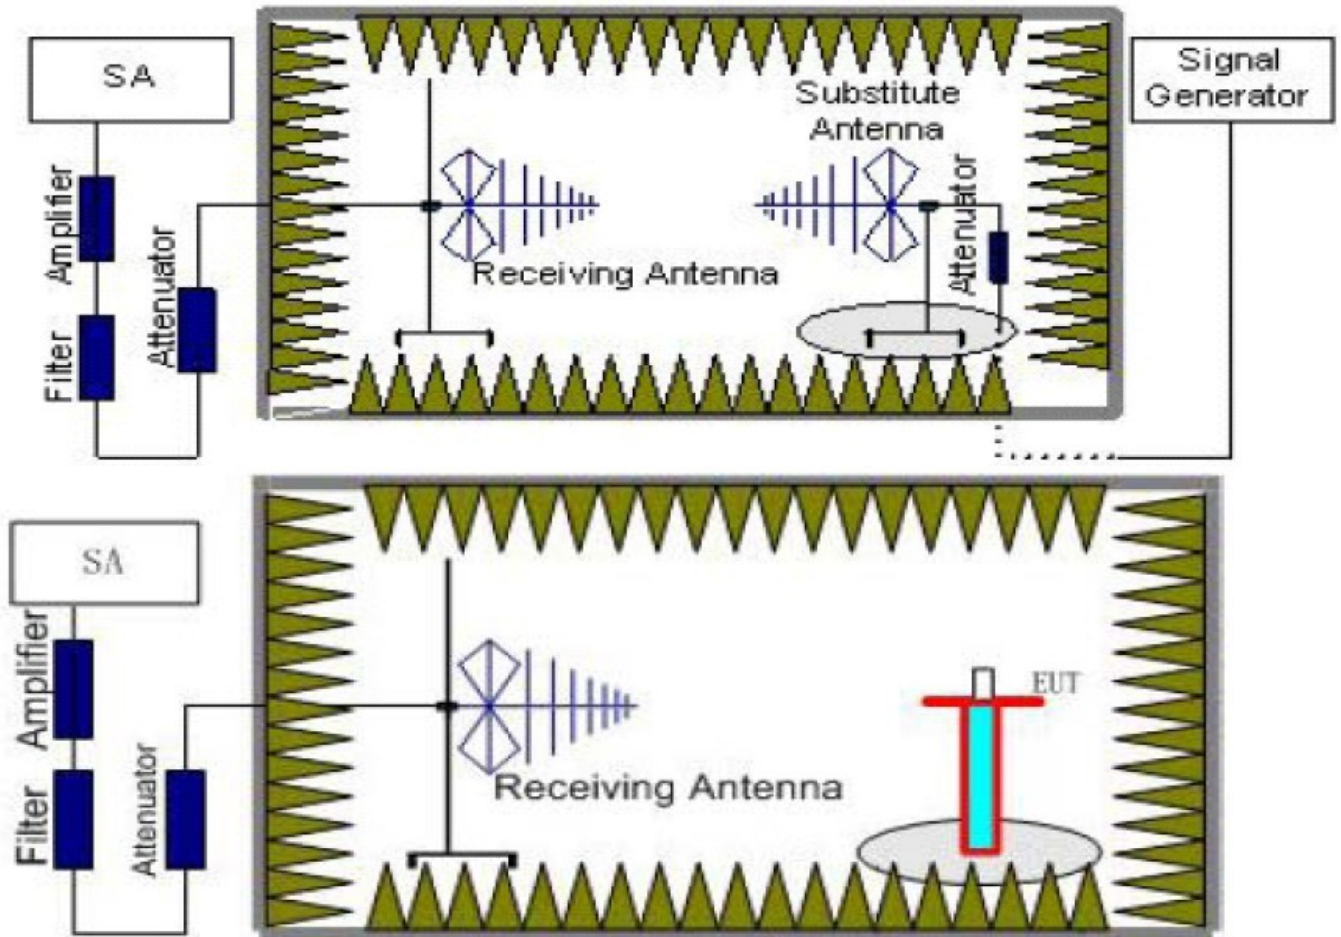 SA
Signal
Generator
Substitute
Antenna
Amplifier
Attenuator
Attenuator
Filter
Receiving Antenna
SA
Amplifier
EUT
Filter
Attenuator
Receiving Antenna